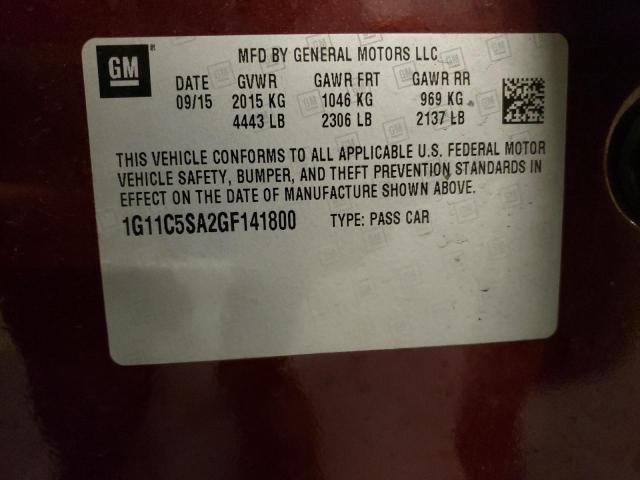 GM
MFD BY GENERAL MOTORS LLC
DATE GVWR GAWR FRT GAWR RR
09/15 2015 KG 1046 KG 969 KG
4443 LB 2306 LB 2137 LB
THIS VEHICLE CONFORMS TO ALL APPLICABLE U.S. FEDERAL MOTOR
VEHICLE SAFETY, BUMPER, AND THEFT PREVENTION STANDARDS IN
EFFECT ON THE DATE OF MANUFACTURE SHOWN ABOVE.
1G11C5SA2GF141800 TYPE: PASS CAR